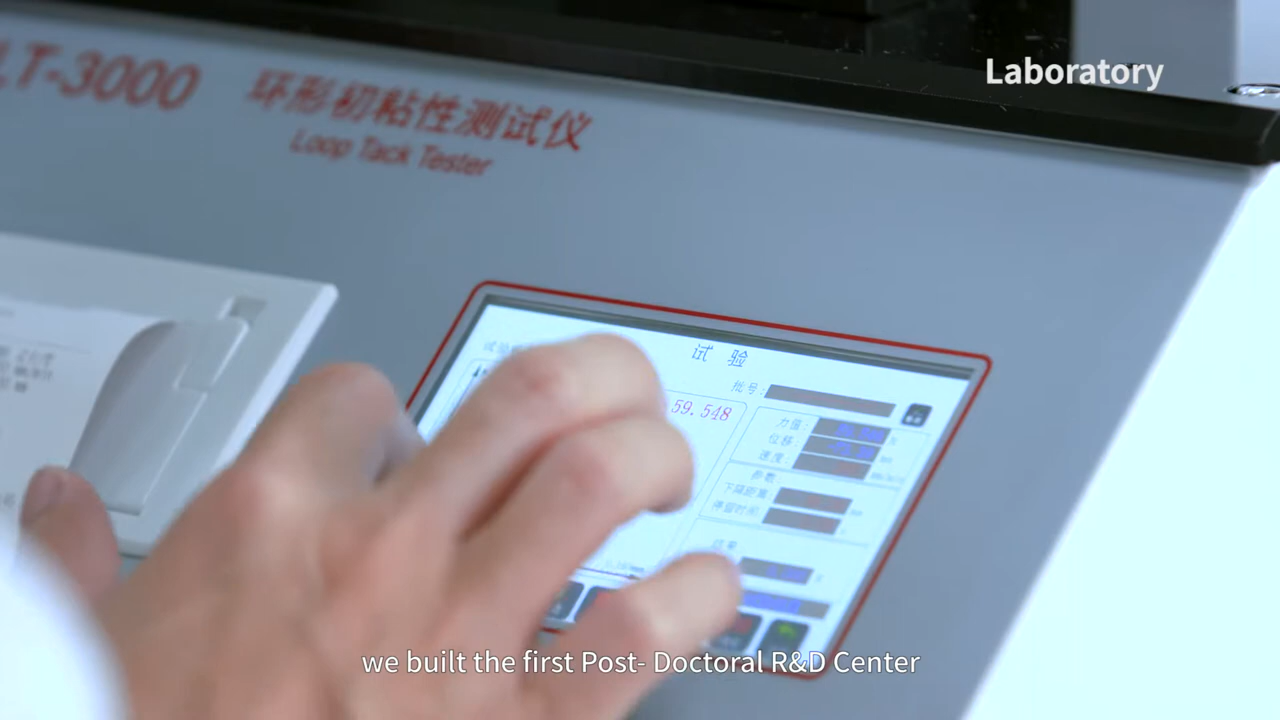 Laboratory
LT-3000 环形初粘性测试仪
Loop Tack Tester
试验
批号:
59.548
力值:
位移:
速度:
参数
下降距离:
停留时间:
结果
we built the first Post- Doctoral R&D Center